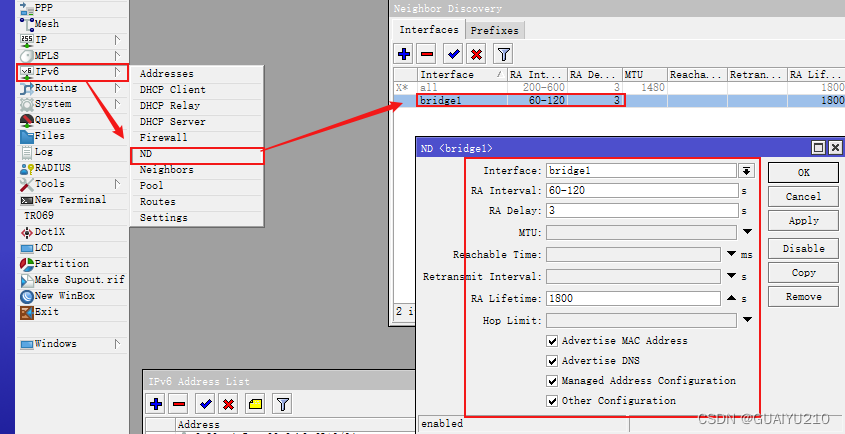 PPP
Mesh
IP
MPLS
IPv6
Routing
System
Queues
Files
Log
RADIUS
Tools
New Terminal
TR069
Dot1X
LCD
Partition
Make Supout.rif
New WinBox
Exit
Windows
Addresses
DHCP Client
DHCP Relay
DHCP Server
Firewall
ND
Neighbors
Pool
Routes
Settings
Neighbor Discovery
Interfaces Prefixes
Interface / RA Int... RA De... MTU Reacha... Retran... RA Lif...
X* all 200-600 3 1480 1800
bridge1 60-120 3 1800
2 i
ND <bridge1>
Interface: bridge1
RA Interval: 60-120 s
RA Delay: 3 s
MTU:
Reachable Time: ms
Retransmit Interval: s
RA Lifetime: 1800 s
Hop Limit:
Advertise MAC Address
Advertise DNS
Managed Address Configuration
Other Configuration
enabled
OK
Cancel
Apply
Disable
Copy
Remove
IPv6 Address List
Address
CSDN @GUAIYU210